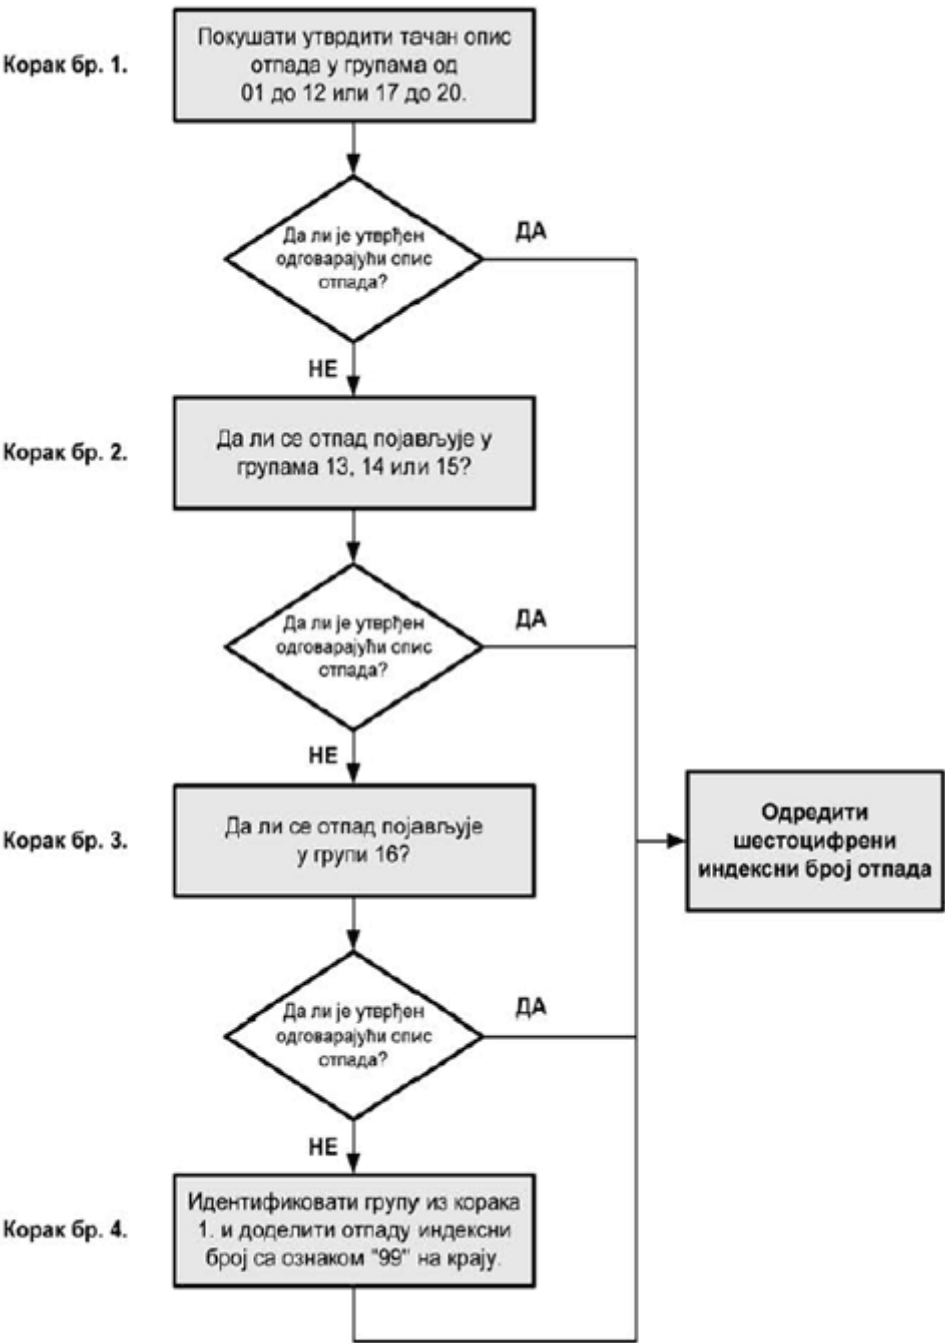 Корак бр. 1.
Покушати утврдити тачан опис
отпада у групама од
01 до 12 или 17 до 20.
Да ли је утврђен
одговарајући опис
отпада?
ДА
НЕ
Корак бр. 2.
Да ли се отпад појављује у
групама 13, 14 или 15?
Да ли је утврђен
одговарајући опис
отпада?
ДА
НЕ
Корак бр. 3.
Да ли се отпад појављује
у групи 16?
Одредити
шестоцифрени
индексни број отпада
Да ли је утврђен
одговарајући опис
отпада?
ДА
НЕ
Корак бр. 4.
Идентификовати групу из корака
1. и доделити отпаду индексни
број са ознаком "99" на крају.